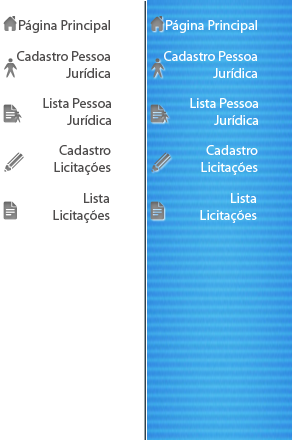 Página Principal
Cadastro Pessoa
Jurídica
Lista Pessoa
Jurídica
Cadastro
Licitações
Lista
Licitações
Página Principal
Cadastro Pessoa
Jurídica
Lista Pessoa
Jurídica
Cadastro
Licitações
Lista
Licitações